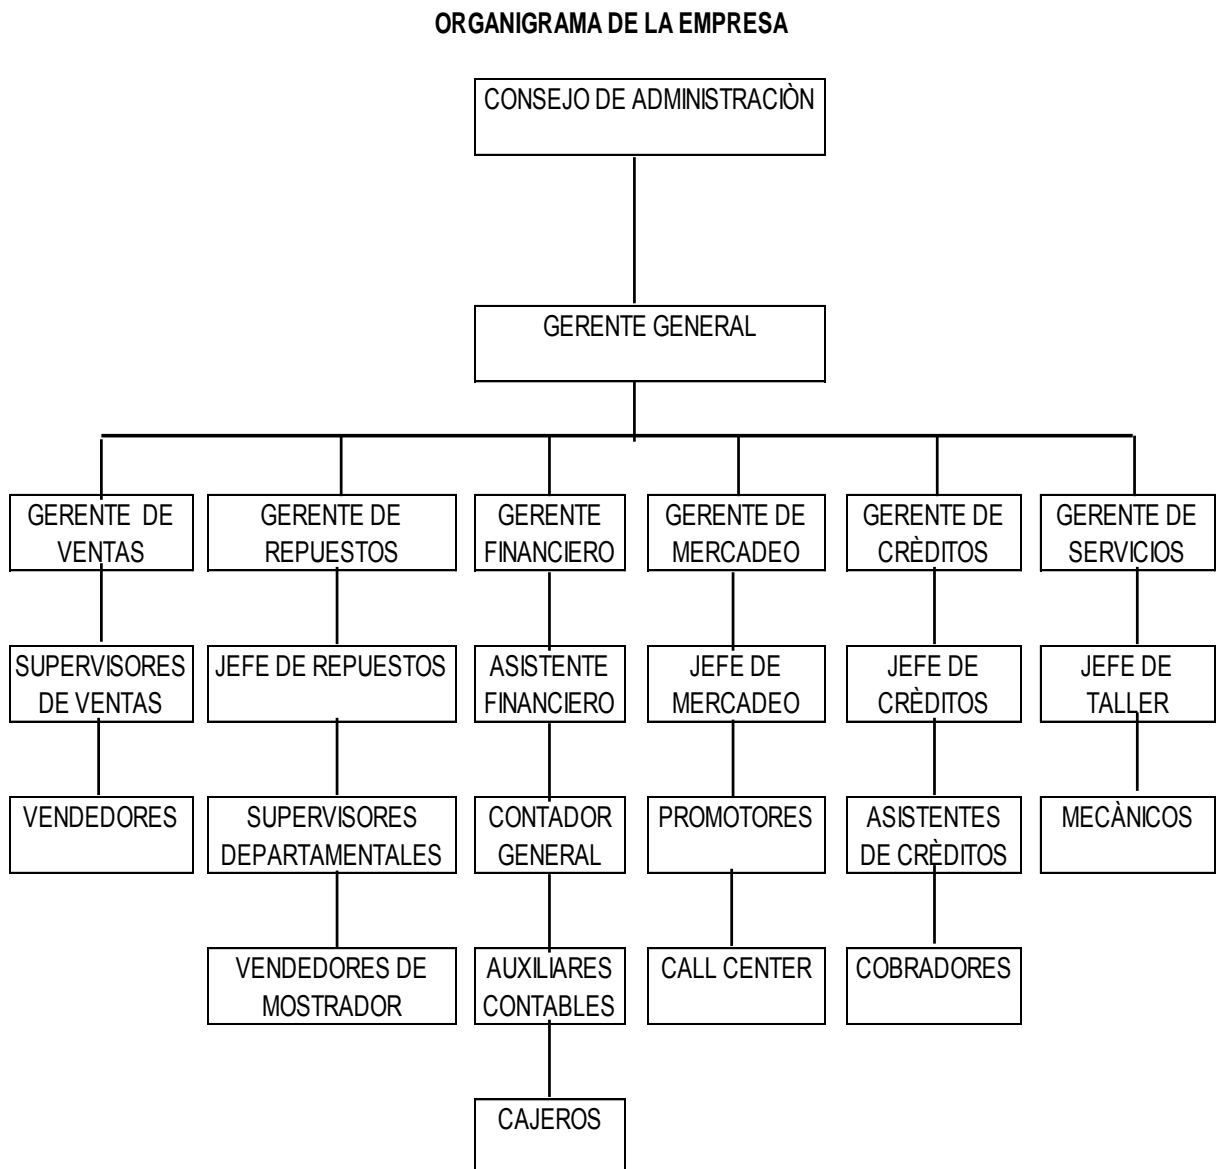 ORGANIGRAMA DE LA EMPRESA
CONSEJO DE ADMINISTRACIÒN
GERENTE GENERAL
GERENTE DE
VENTAS
GERENTE DE
REPUESTOS
GERENTE
FINANCIERO
GERENTE DE
MERCADEO
GERENTE DE
CRÈDITOS
GERENTE DE
SERVICIOS
SUPERVISORES
DE VENTAS
JEFE DE REPUESTOS
ASISTENTE
FINANCIERO
JEFE DE
MERCADEO
JEFE DE
CRÈDITOS
JEFE DE
TALLER
VENDEDORES
SUPERVISORES
DEPARTAMENTALES
CONTADOR
GENERAL
PROMOTORES
ASISTENTES
DE CRÈDITOS
MECÀNICOS
VENDEDORES DE
MOSTRADOR
AUXILIARES
CONTABLES
CALL CENTER
COBRADORES
CAJEROS